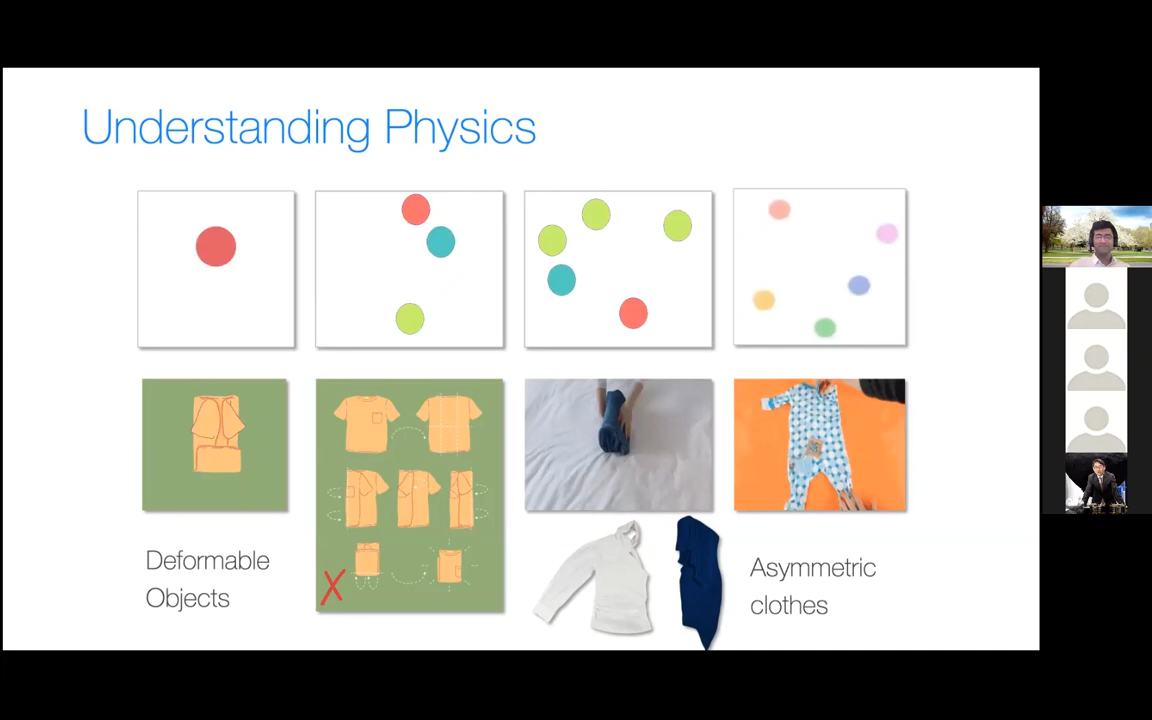 Understanding Physics
Deformable
Objects
X
Asymmetric
clothes